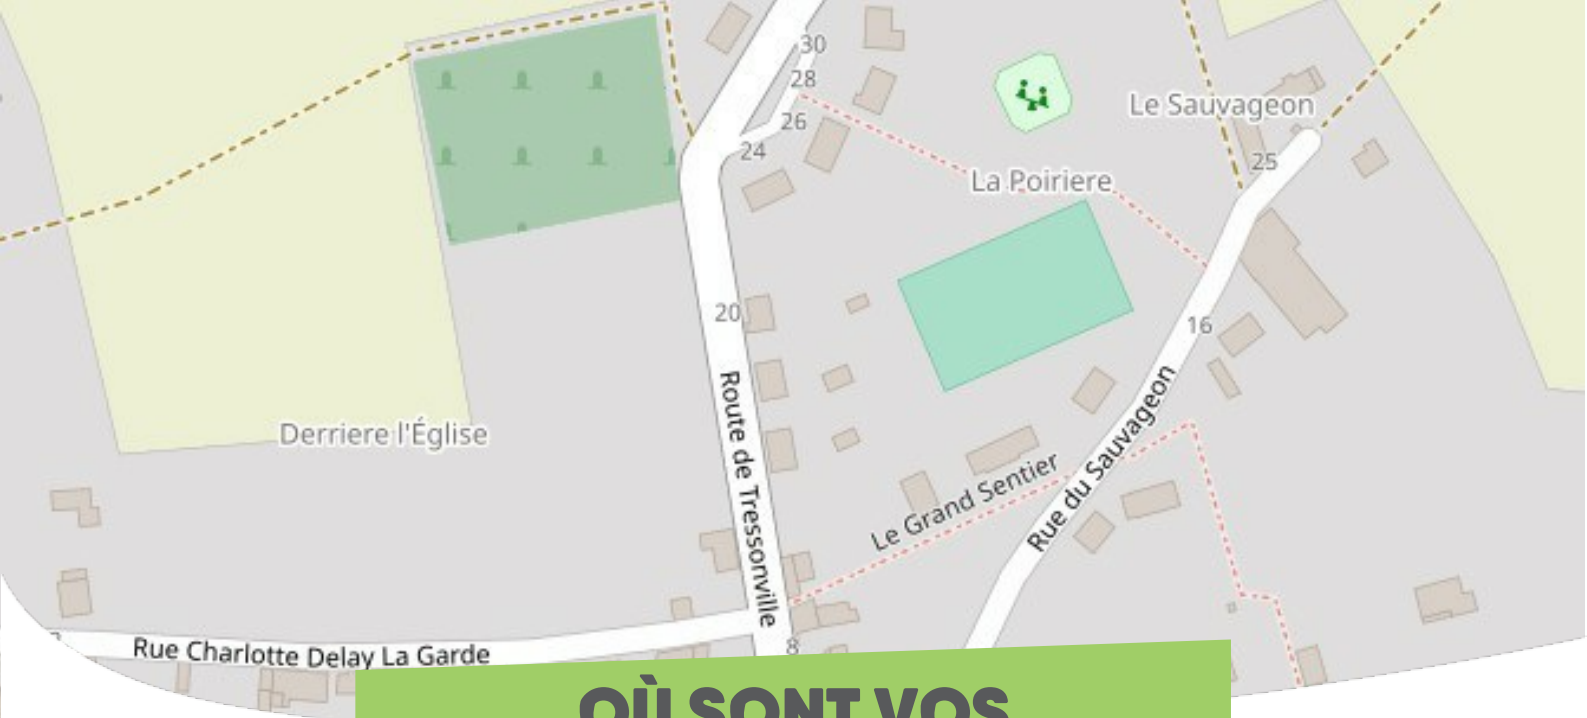 30
28
26
24
Le Sauvageon
25
La Poiriere
20
16
Route de Tressonville
Derriere l'Église
Le Grand Sentier
Rue du Sauvageon
Rue Charlotte Delay La Garde
8
OÙ SONT VOS